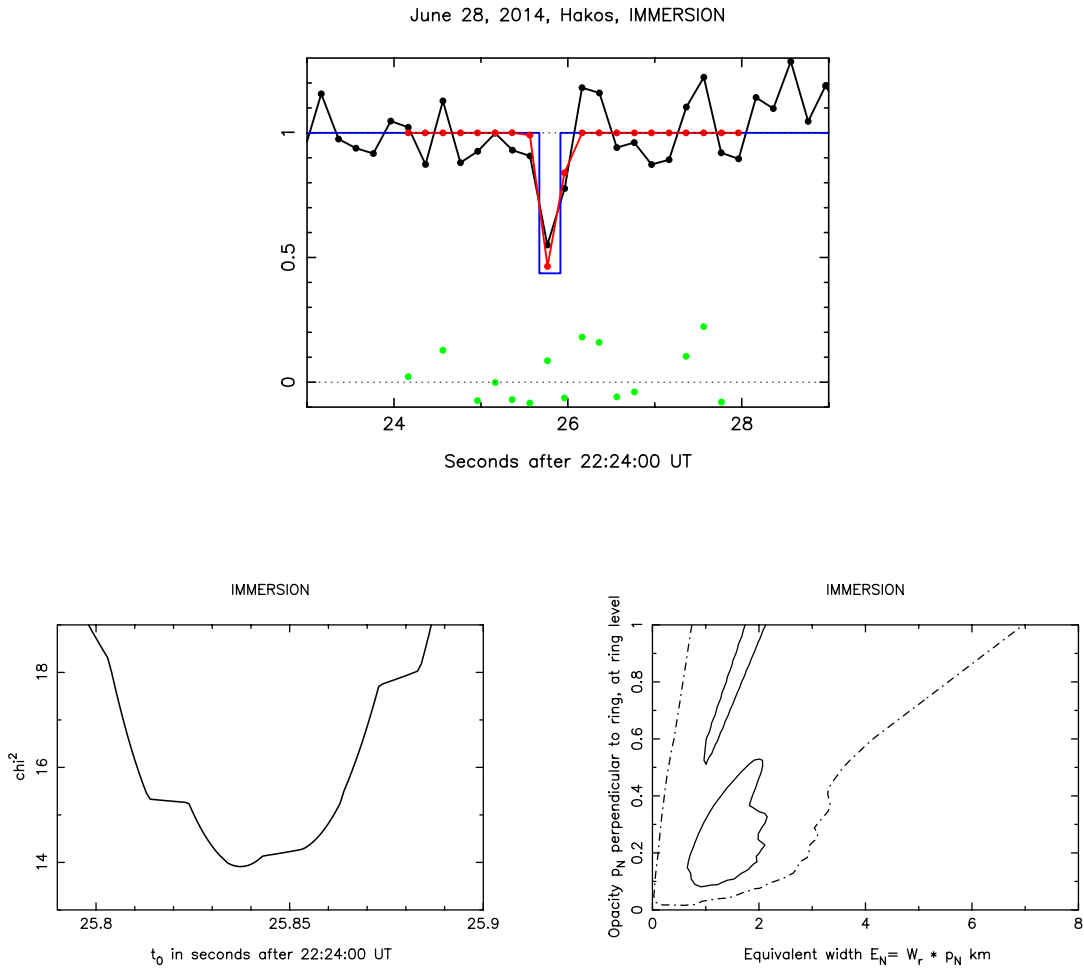 June 28, 2014, Hakos, IMMERSION
1
0.5
0
24 26 28
Seconds after 22:24:00 UT
IMMERSION
chi²
18
16
14
25.8 25.85 25.9
t₀ in seconds after 22:24:00 UT
IMMERSION
Opacity p_N perpendicular to ring, at ring level
1
0.8
0.6
0.4
0.2
0
0 2 4 6 8
Equivalent width E_N= W_r * p_N km